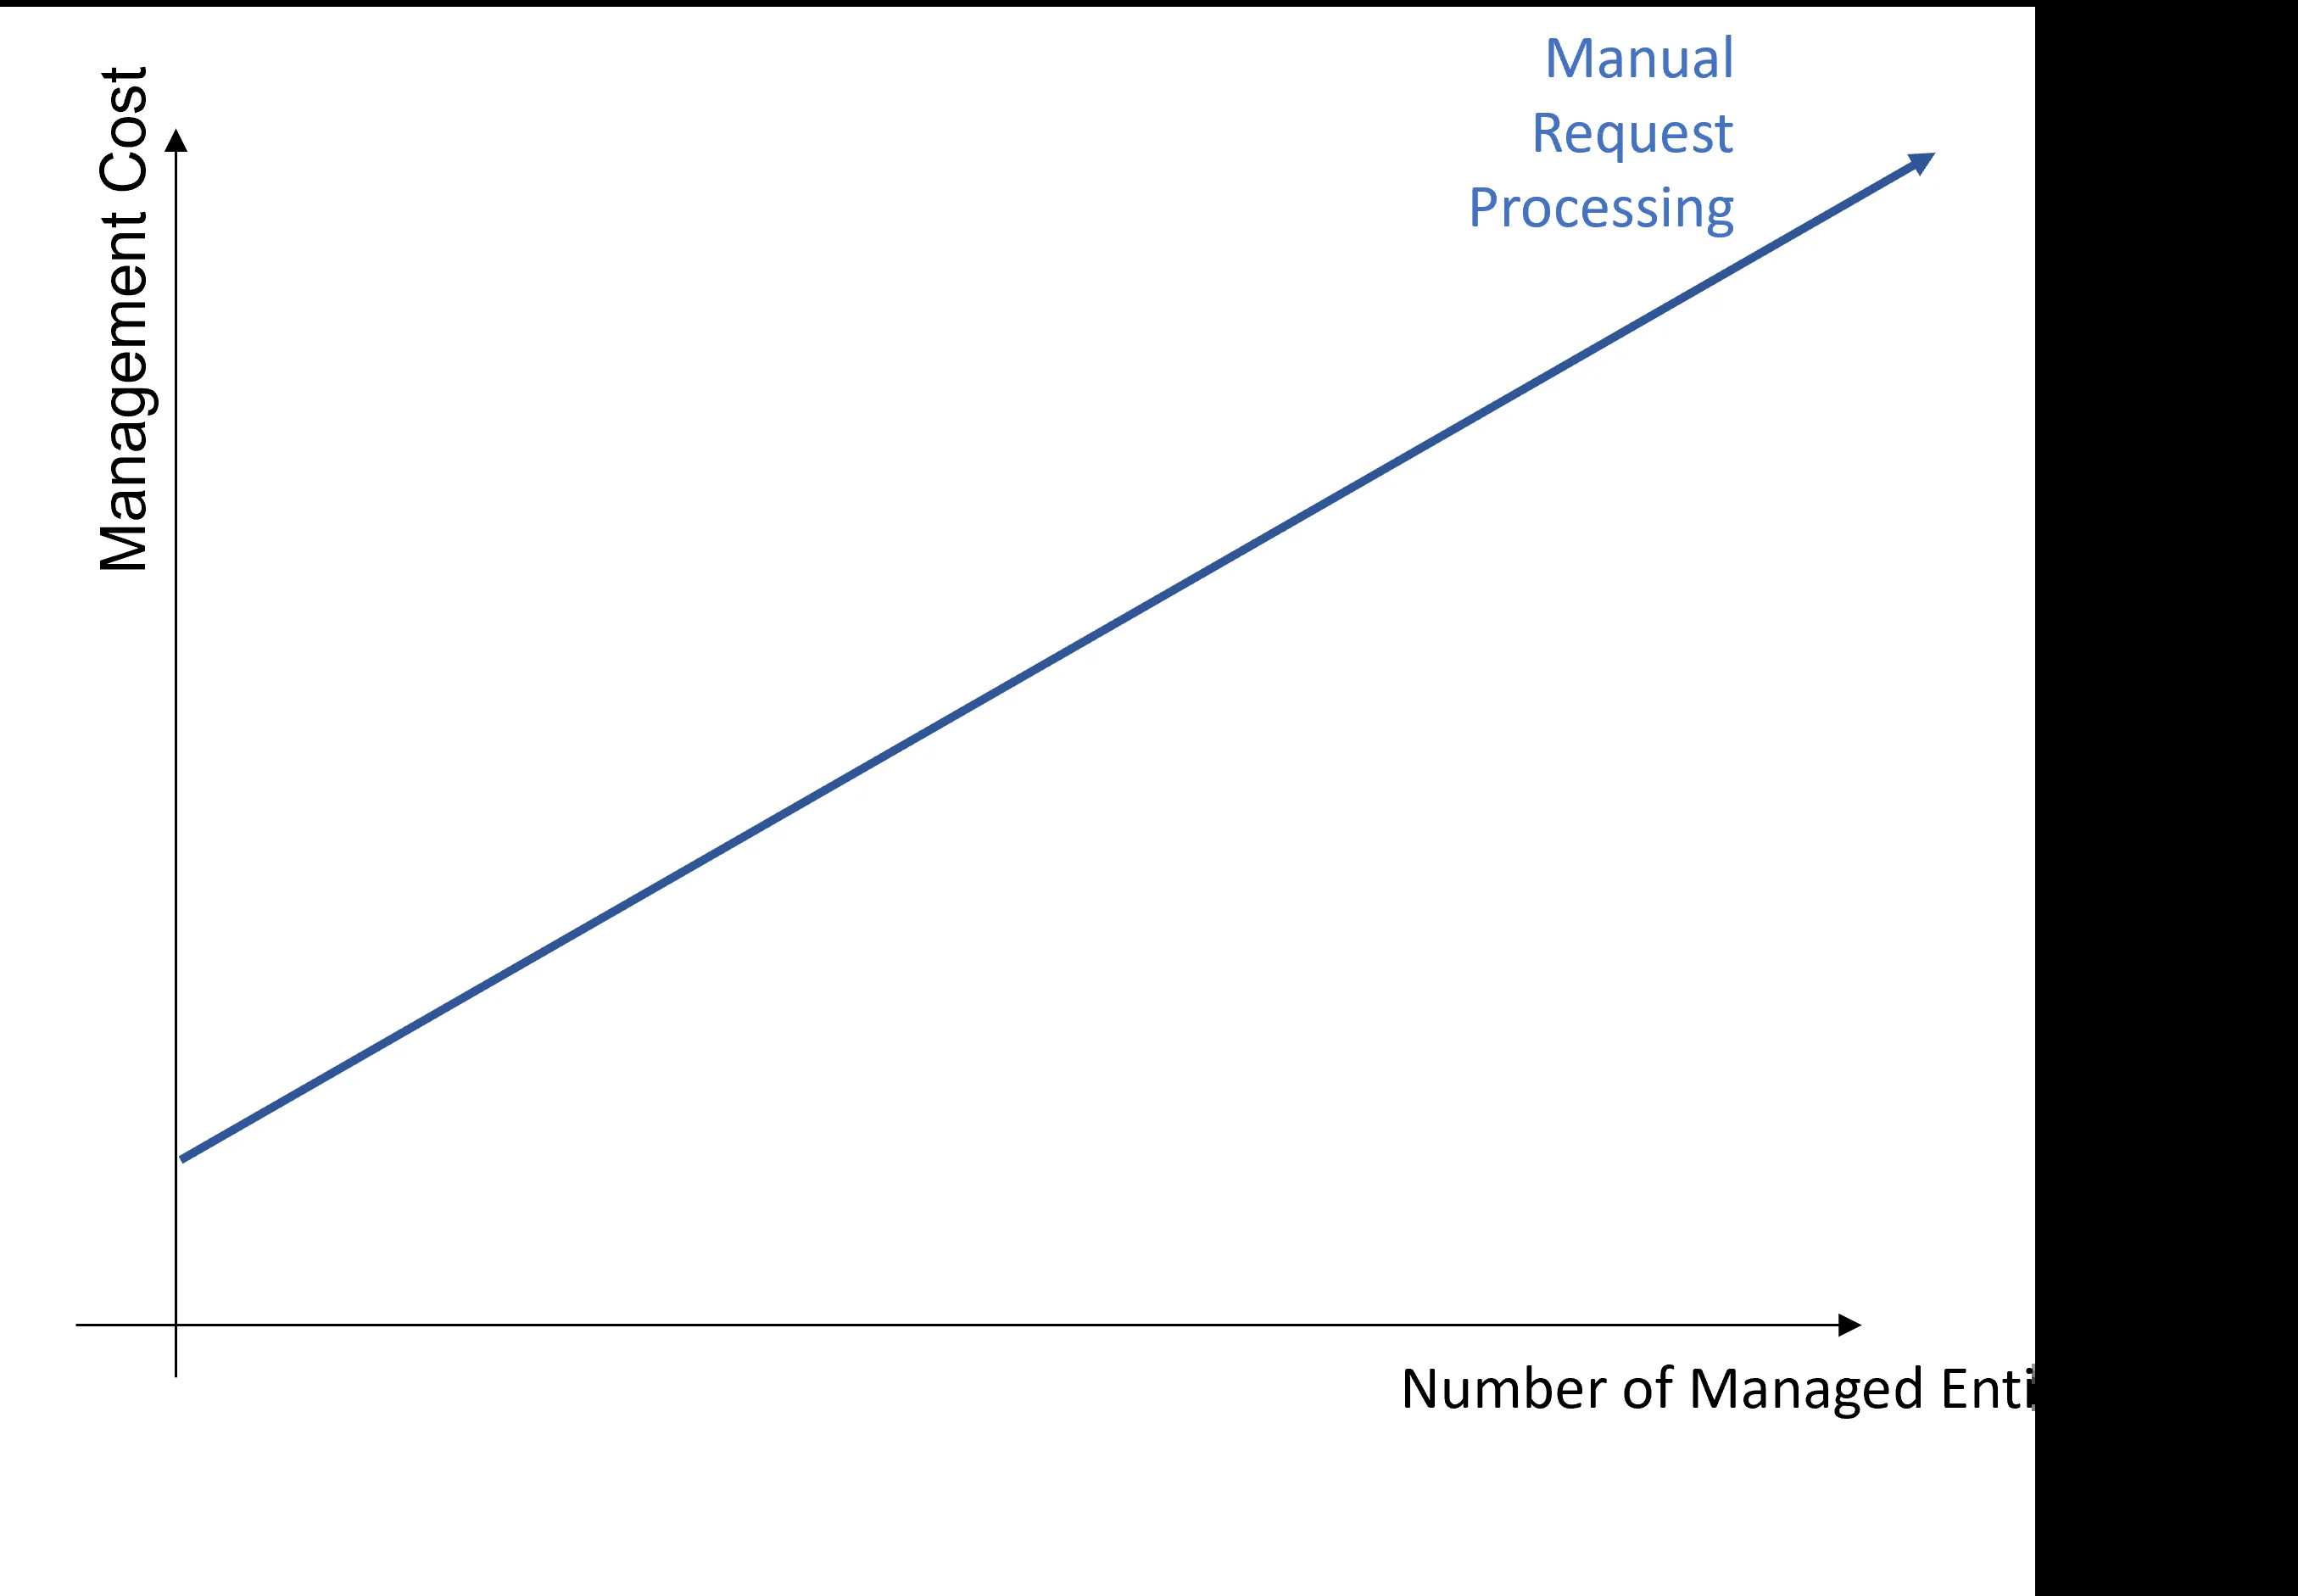 Management Cost
Manual
Request
Processing
Number of Managed Enti